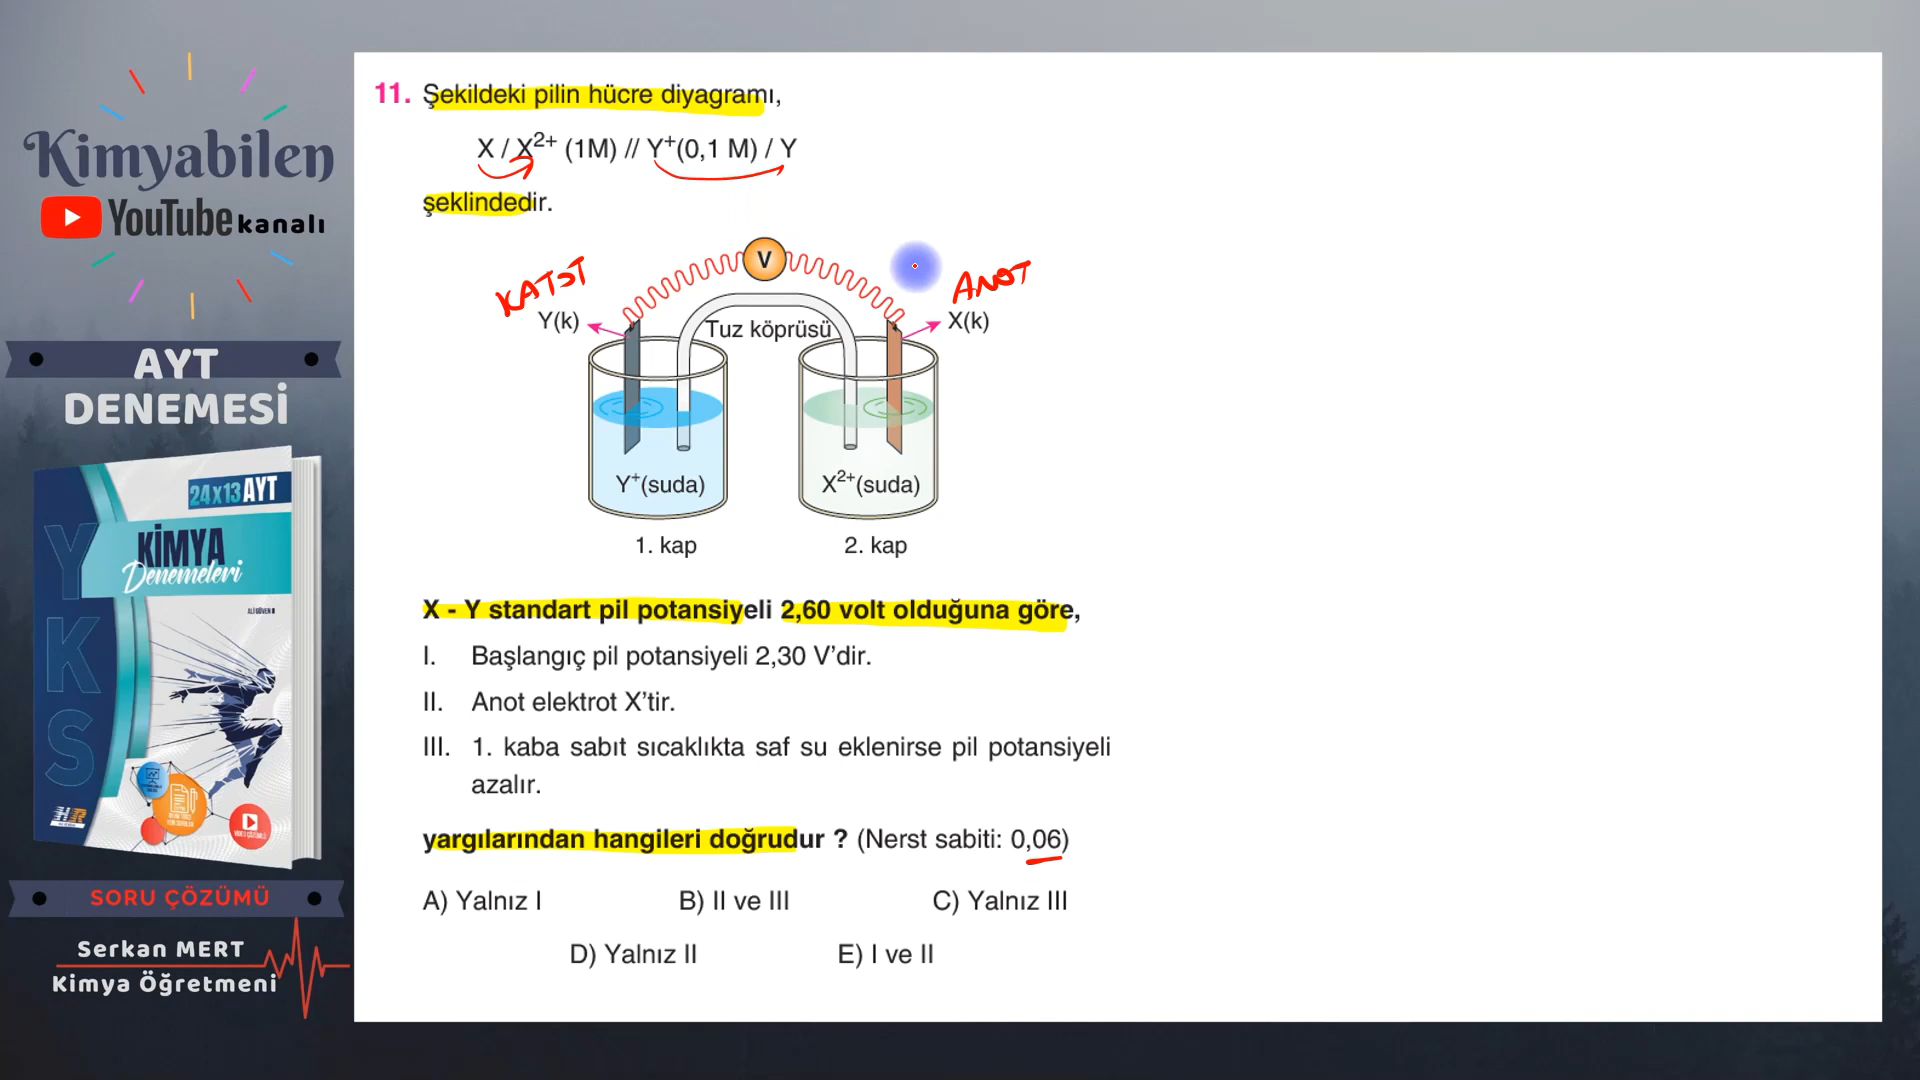 Kimyabilen
YouTube kanalı
AYT
DENEMESİ
24x13 AYT
KİMYA
Denemeleri
ALİ GÜVEN
YKS
SORU ÇÖZÜMÜ
Serkan MERT
Kimya Öğretmeni
11. Şekildeki pilin hücre diyagramı,
X / X²⁺ (1M) // Y⁺(0,1 M) / Y
şeklindedir.
V
KATOT
ANOT
Y(k)
Tuz köprüsü
X(k)
Y⁺(suda)
X²⁺(suda)
1. kap
2. kap
X - Y standart pil potansiyeli 2,60 volt olduğuna göre,
I. Başlangıç pil potansiyeli 2,30 V’dir.
II. Anot elektrot X’tir.
III. 1. kaba sabıt sıcaklıkta saf su eklenirse pil potansiyeli
azalır.
yargılarından hangileri doğrudur ? (Nerst sabiti: 0,06)
A) Yalnız I
B) II ve III
C) Yalnız III
D) Yalnız II
E) I ve II